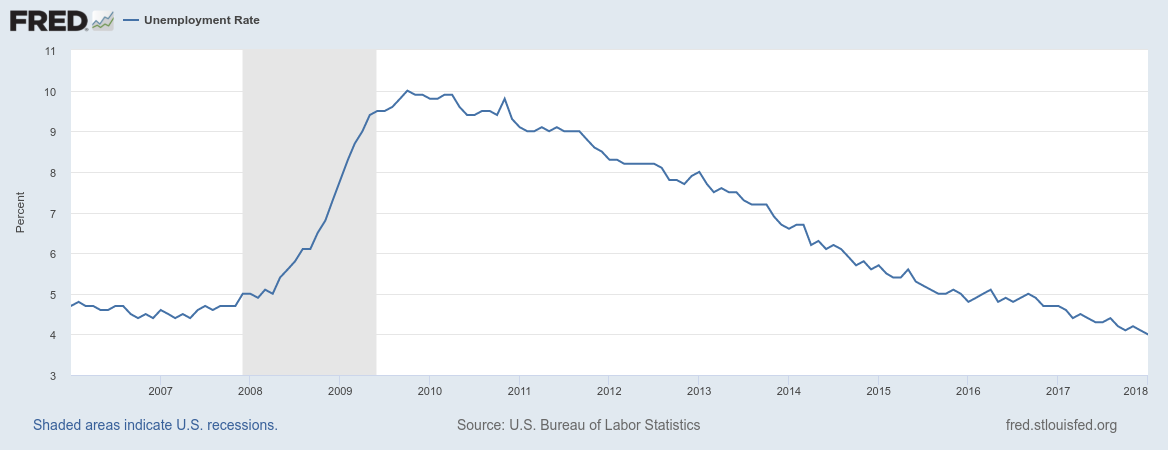 FRED
Unemployment Rate
Percent
11
10
9
8
7
6
5
4
3
2007 2008 2009 2010 2011 2012 2013 2014 2015 2016 2017 2018
Shaded areas indicate U.S. recessions. Source: U.S. Bureau of Labor Statistics fred.stlouisfed.org